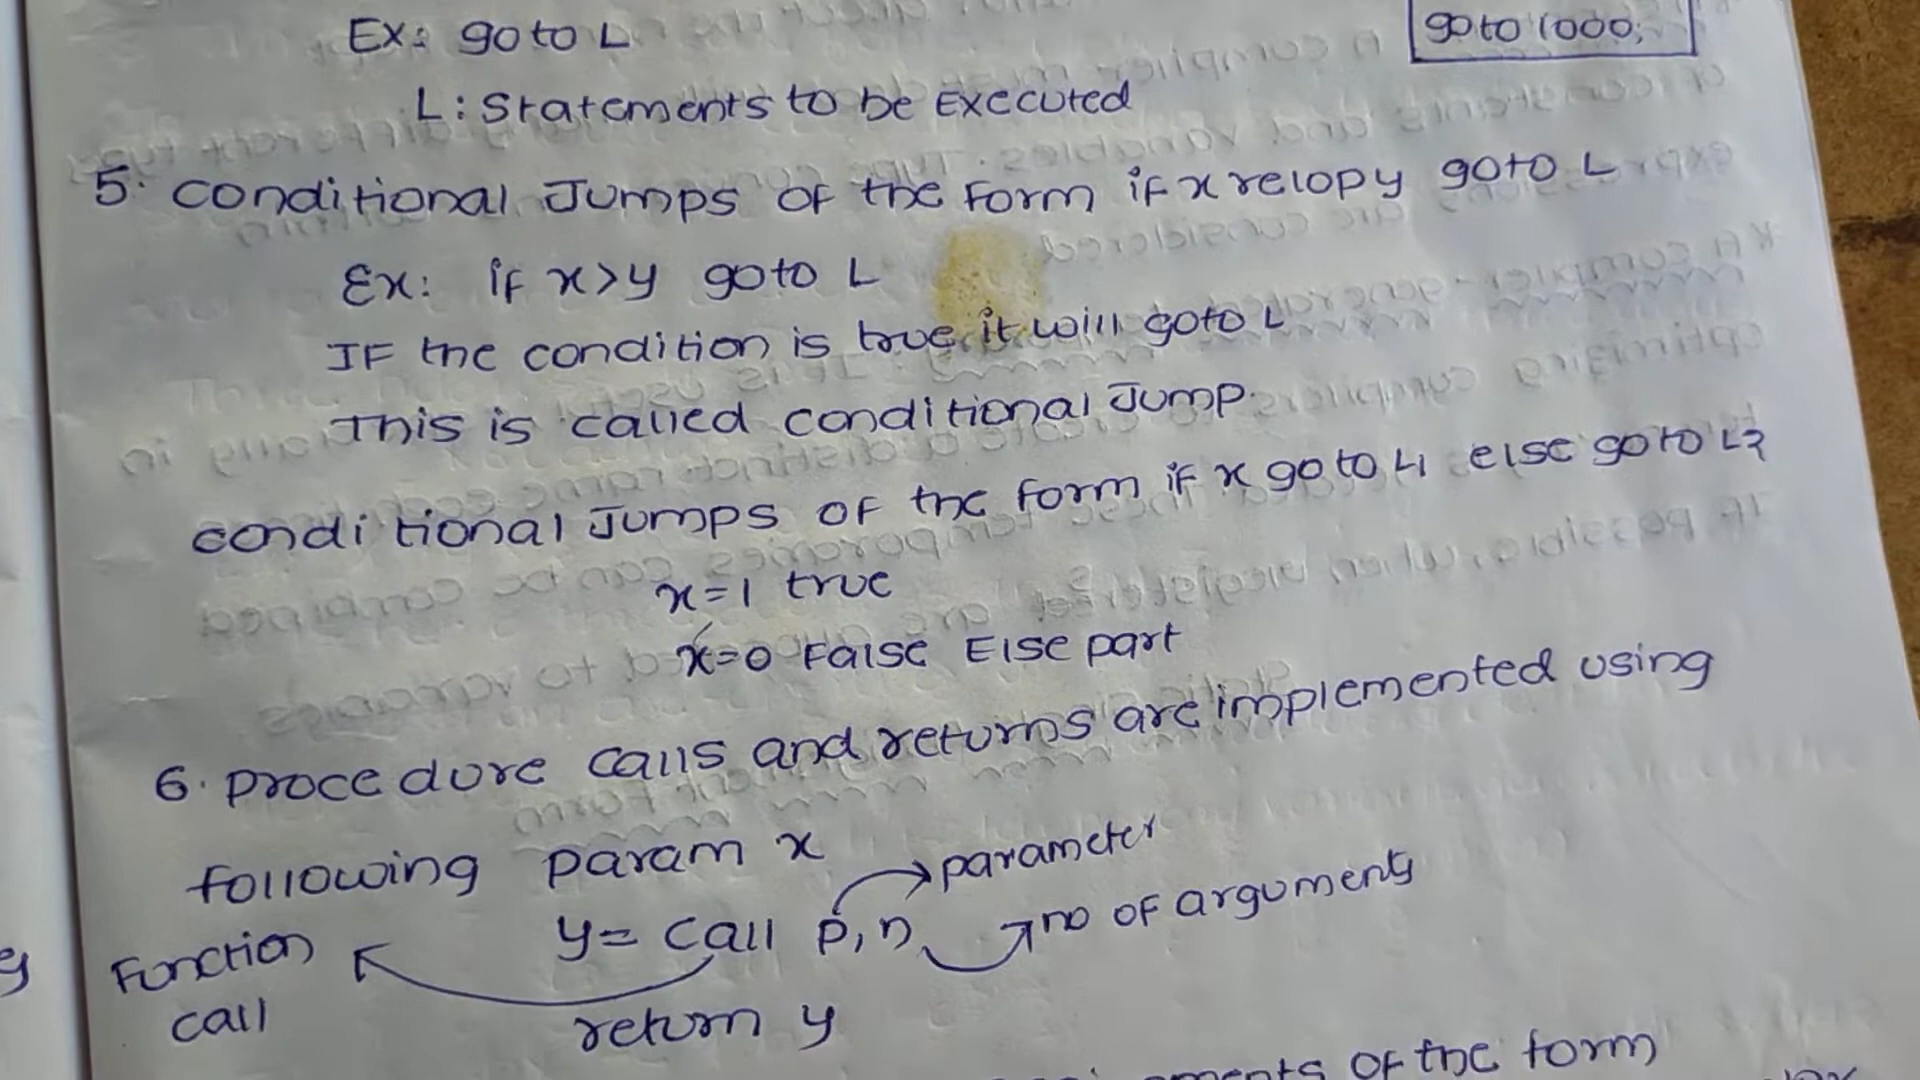 Ex: goto L
goto 1000;
L: Statements to be Executed
5. Conditional Jumps of the Form if x relop y goto L
Ex: if x>y goto L
IF the condition is true it will goto L
This is called conditional Jump.
conditional Jumps of the form if x goto L1 else goto L2
x=1 true
x=0 False Else part
6. procedure calls and returns are implemented using
following param x
parameter
y= call p,n
no of arguments
Function
call
return y
of the form